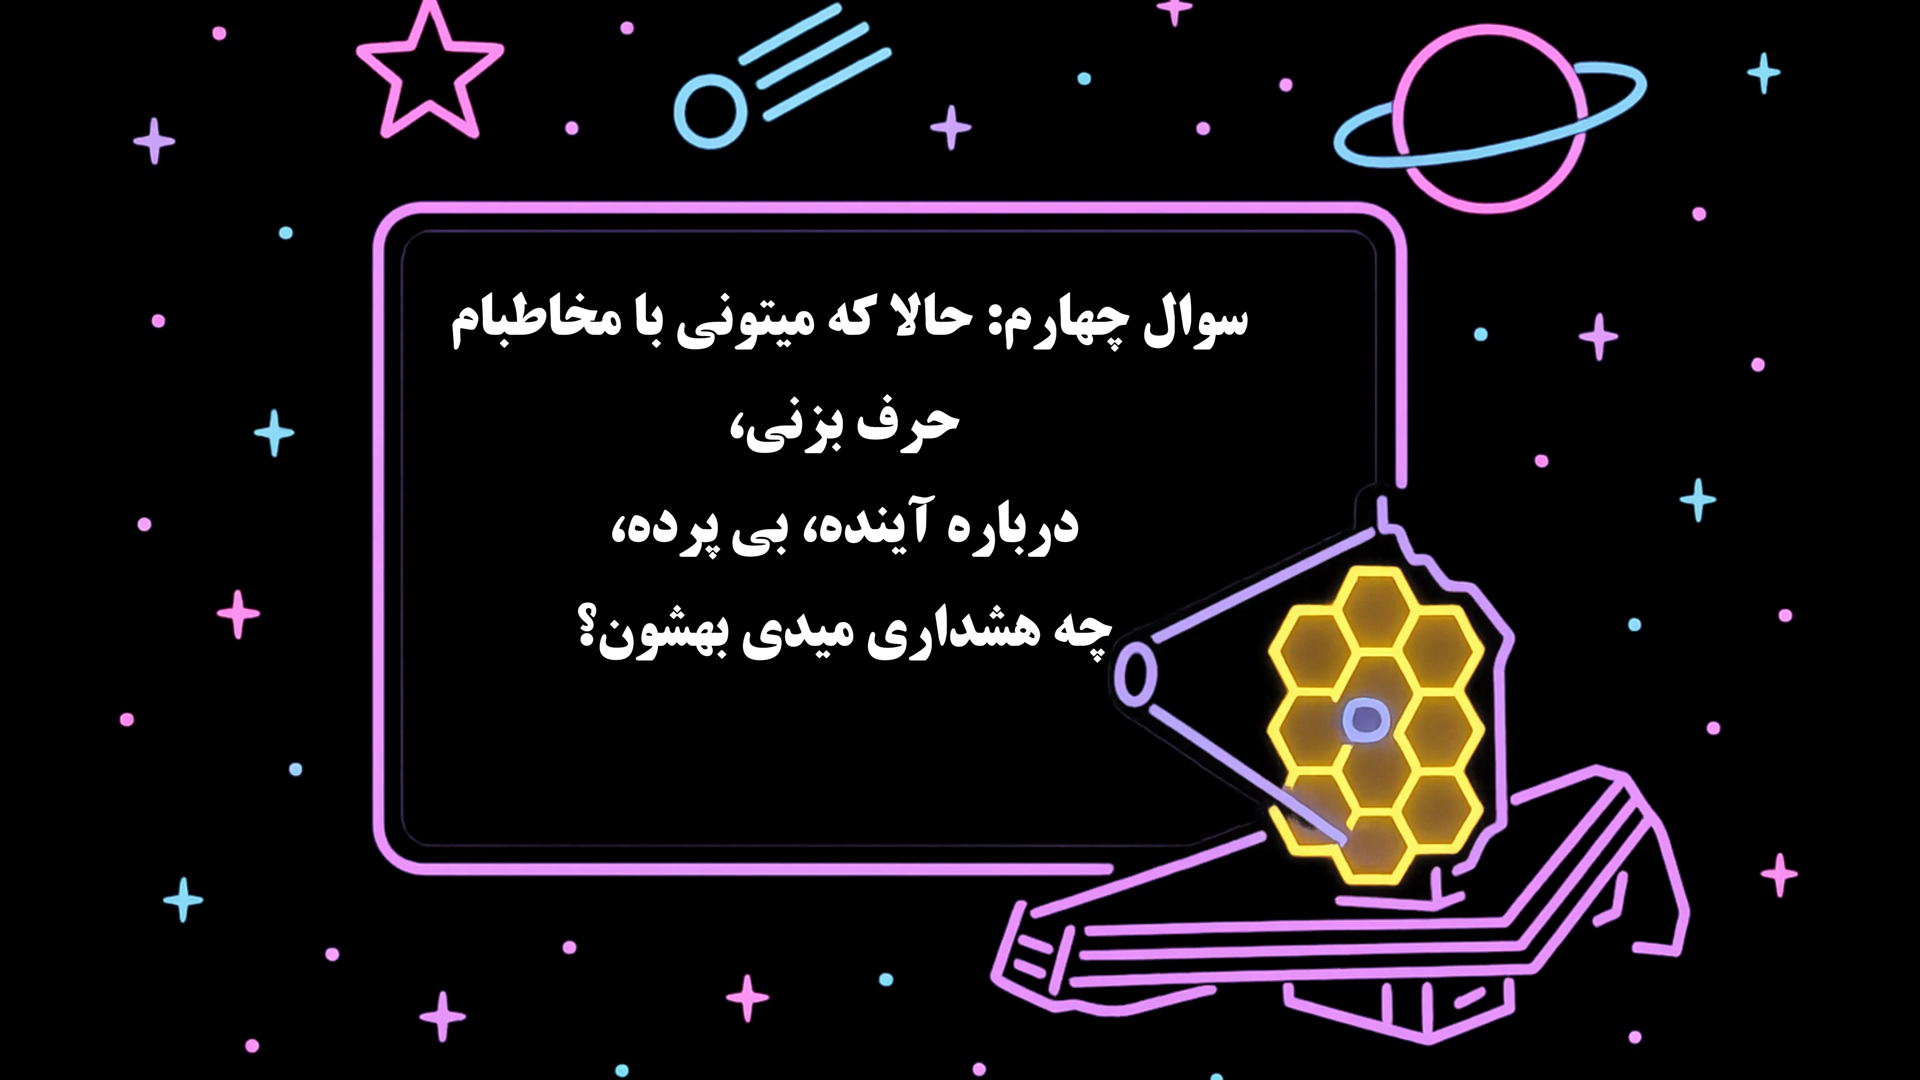 سوال چهارم: حالا که میتونی با مخاطبام
حرف بزنی،
درباره آینده، بی پرده،
چه هشداری میدی بهشون؟